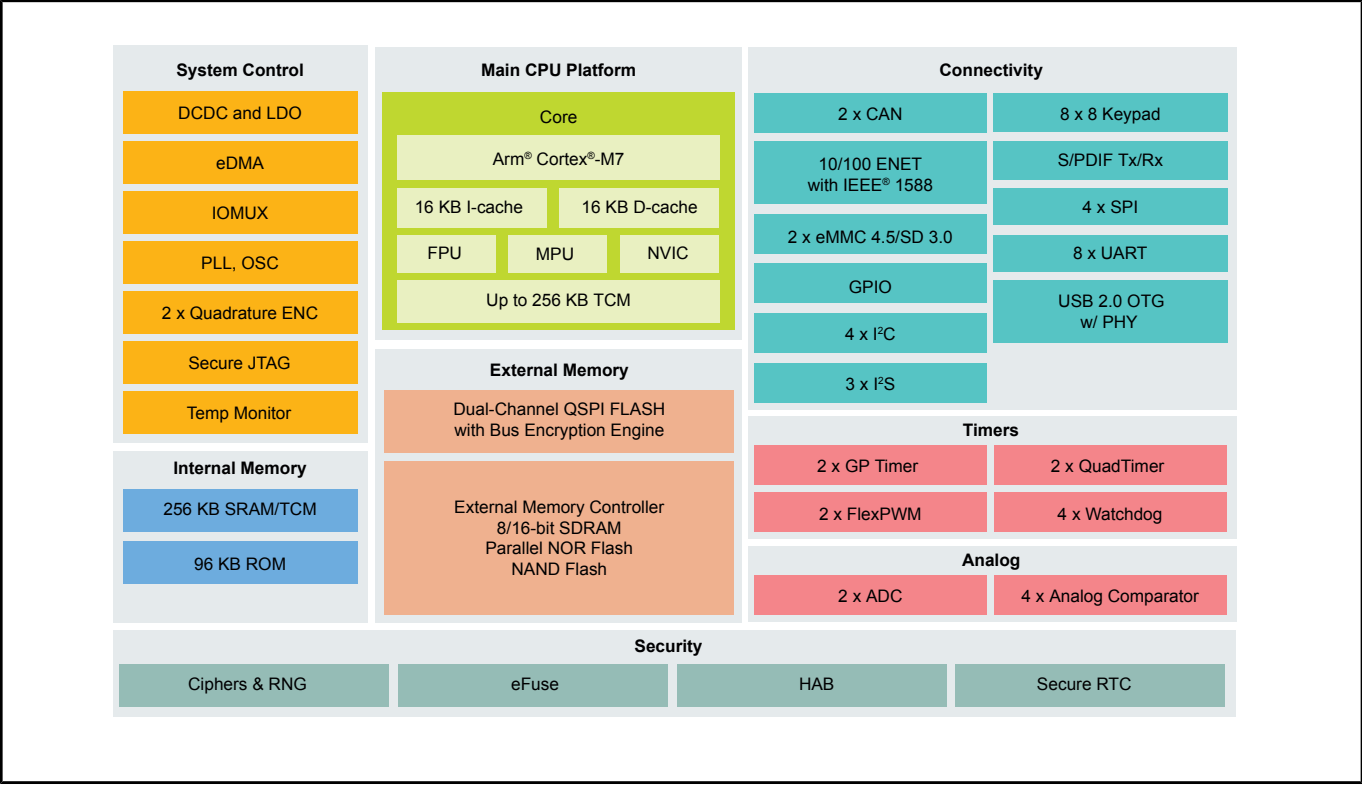 System Control
DCDC and LDO
eDMA
IOMUX
PLL, OSC
2 x Quadrature ENC
Secure JTAG
Temp Monitor
Internal Memory
256 KB SRAM/TCM
96 KB ROM
Main CPU Platform
Core
Arm® Cortex®-M7
16 KB I-cache
16 KB D-cache
FPU
MPU
NVIC
Up to 256 KB TCM
External Memory
Dual-Channel QSPI FLASH
with Bus Encryption Engine
External Memory Controller
8/16-bit SDRAM
Parallel NOR Flash
NAND Flash
Connectivity
2 x CAN
10/100 ENET
with IEEE® 1588
2 x eMMC 4.5/SD 3.0
GPIO
4 x I²C
3 x I²S
8 x 8 Keypad
S/PDIF Tx/Rx
4 x SPI
8 x UART
USB 2.0 OTG
w/ PHY
Timers
2 x GP Timer
2 x QuadTimer
2 x FlexPWM
4 x Watchdog
Analog
2 x ADC
4 x Analog Comparator
Security
Ciphers & RNG
eFuse
HAB
Secure RTC